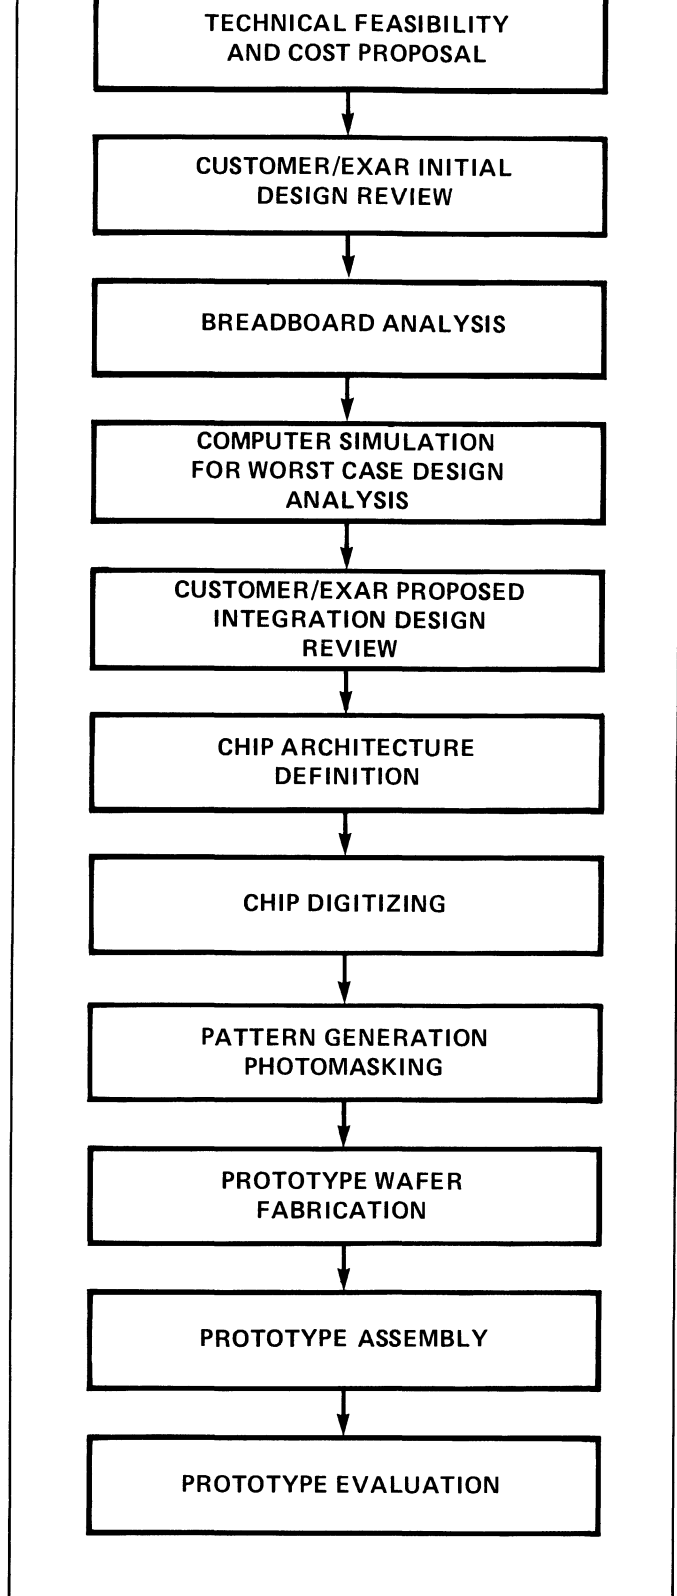 TECHNICAL FEASIBILITY
AND COST PROPOSAL
CUSTOMER/EXAR INITIAL
DESIGN REVIEW
BREADBOARD ANALYSIS
COMPUTER SIMULATION
FOR WORST CASE DESIGN
ANALYSIS
CUSTOMER/EXAR PROPOSED
INTEGRATION DESIGN
REVIEW
CHIP ARCHITECTURE
DEFINITION
CHIP DIGITIZING
PATTERN GENERATION
PHOTOMASKING
PROTOTYPE WAFER
FABRICATION
PROTOTYPE ASSEMBLY
PROTOTYPE EVALUATION